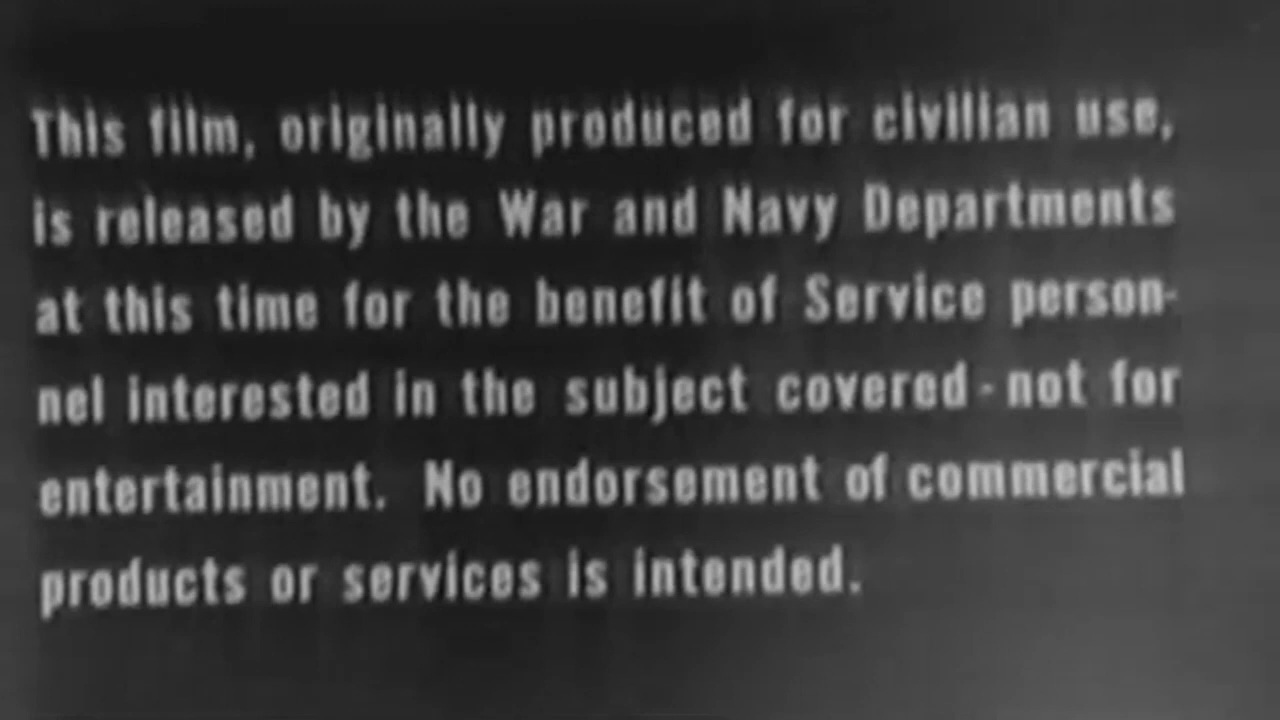 This film, originally produced for civilian use,
is released by the War and Navy Departments
at this time for the benefit of Service person-
nel interested in the subject covered - not for
entertainment. No endorsement of commercial
products or services is intended.